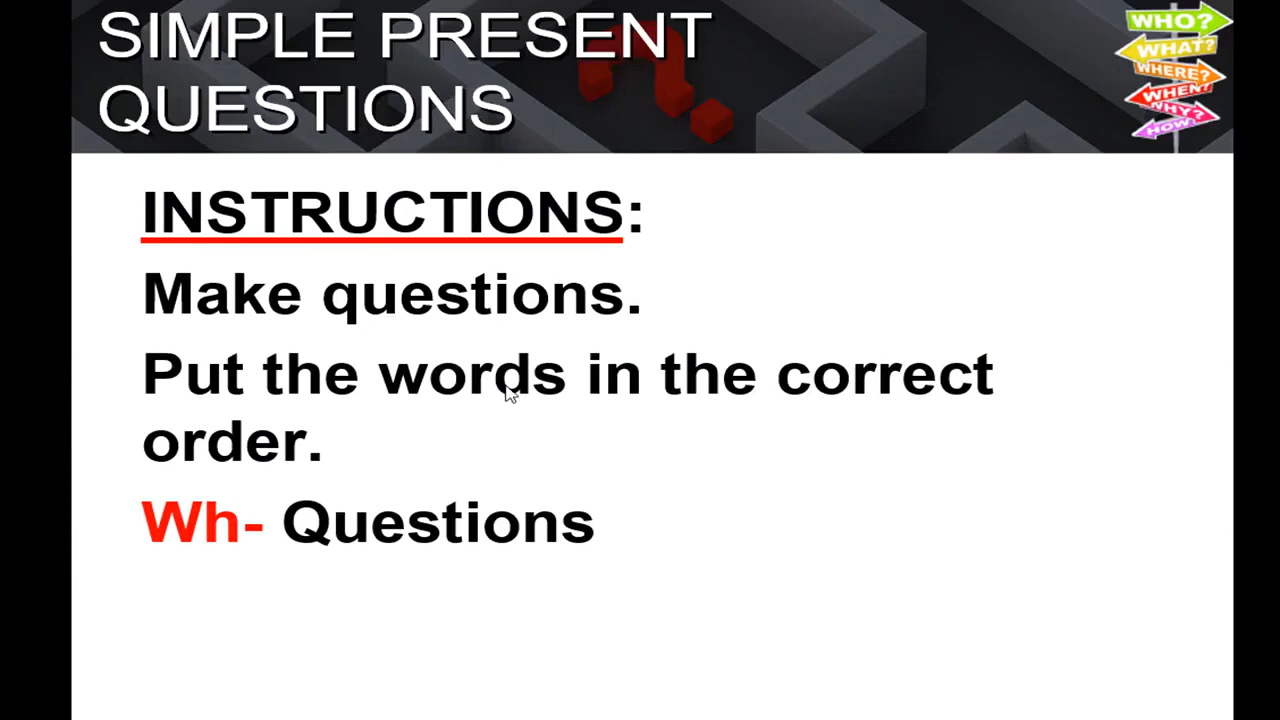 SIMPLE PRESENT
QUESTIONS
WHO?
WHAT?
WHERE?
WHEN?
WHY?
HOW
INSTRUCTIONS:
Make questions.
Put the words in the correct
order.
Wh- Questions